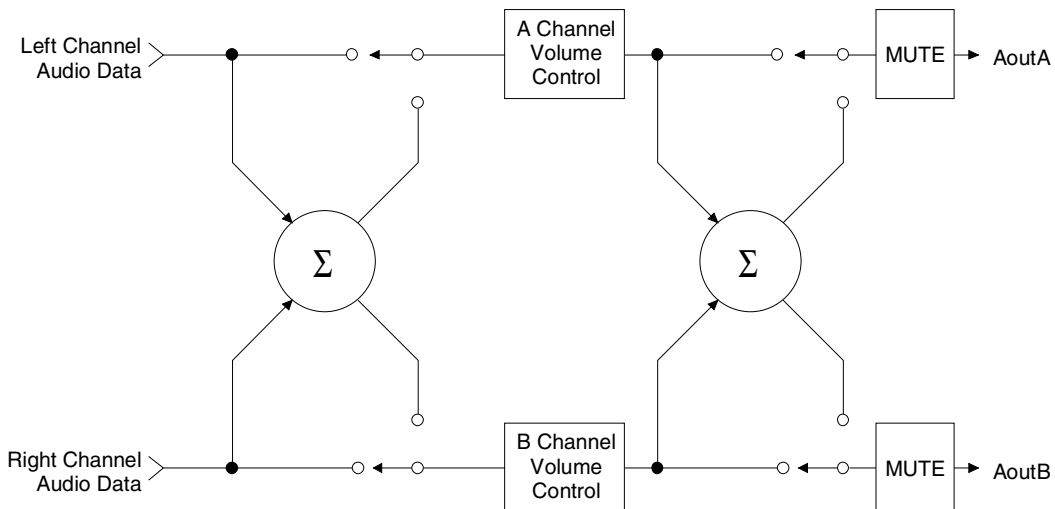 Left Channel
Audio Data
A Channel
Volume
Control
MUTE
AoutA
Σ
Σ
Right Channel
Audio Data
B Channel
Volume
Control
MUTE
AoutB